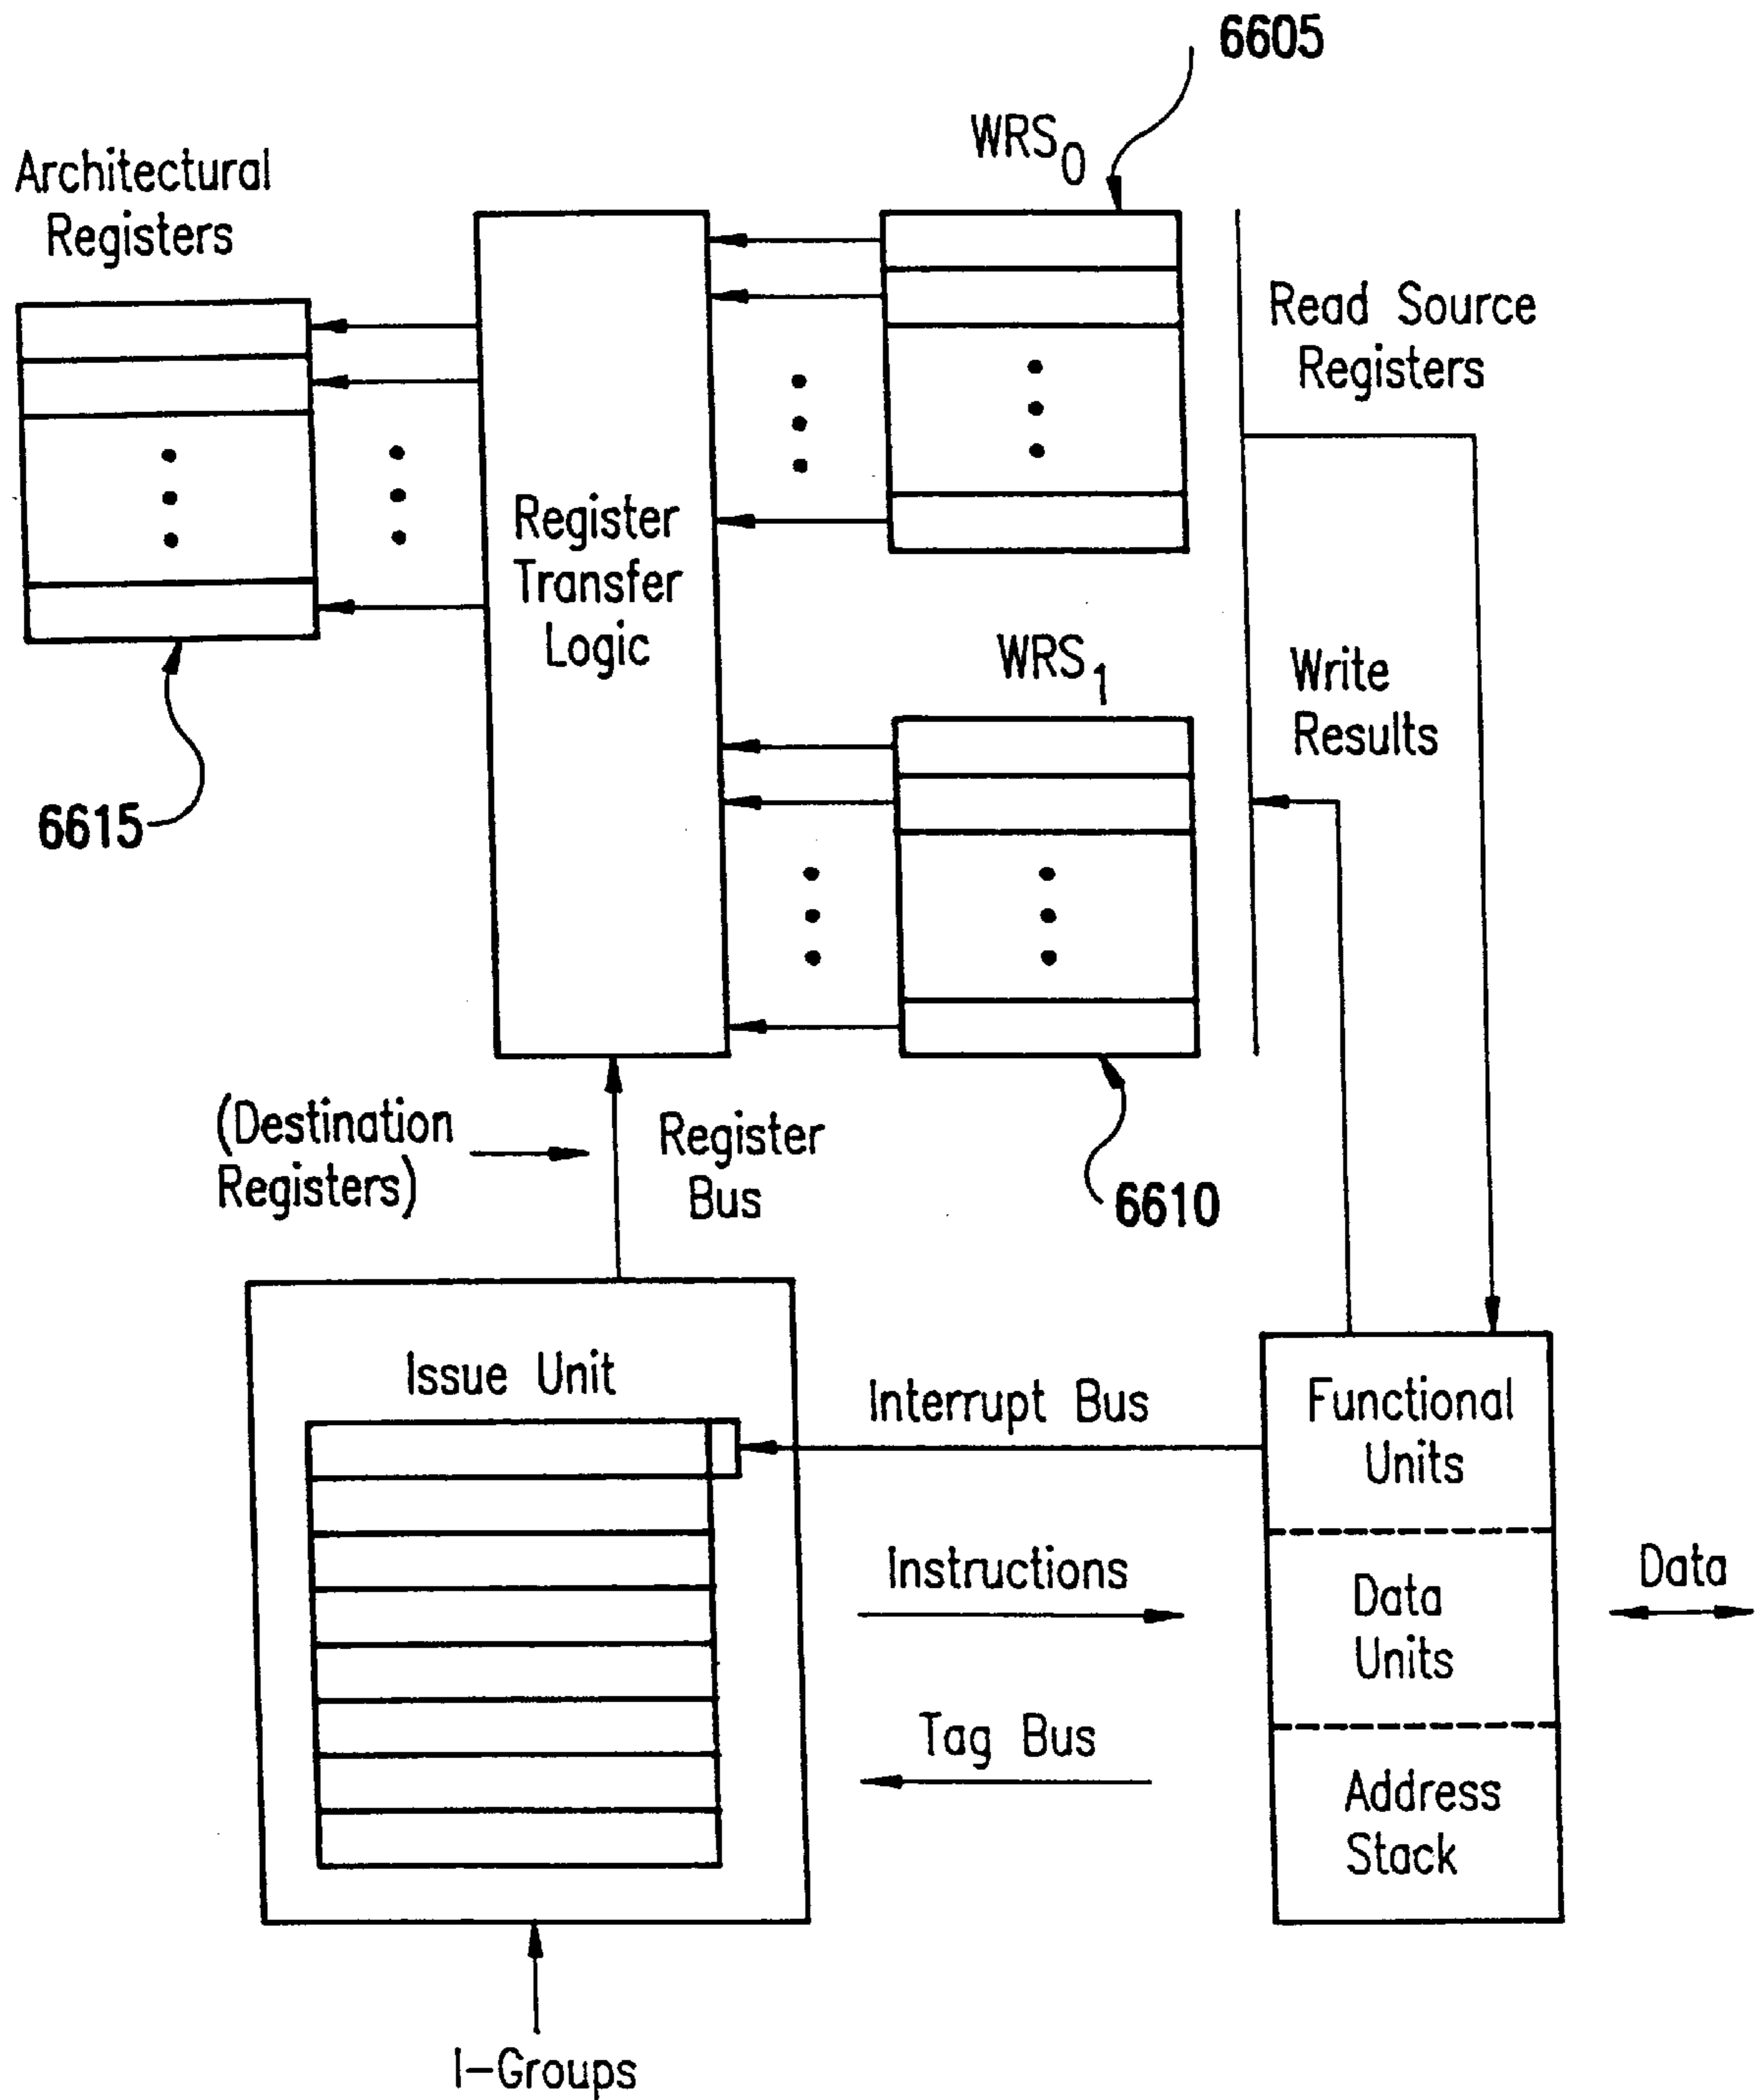 6605
WRS0
Architectural
Registers
Read Source
Registers
Register
Transfer
Logic
WRS1
Write
Results
6615
(Destination
Registers)
Register
Bus
6610
Issue Unit
Interrupt Bus
Functional
Units
Instructions
Data
Units
Data
Tag Bus
Address
Stack
I-Groups